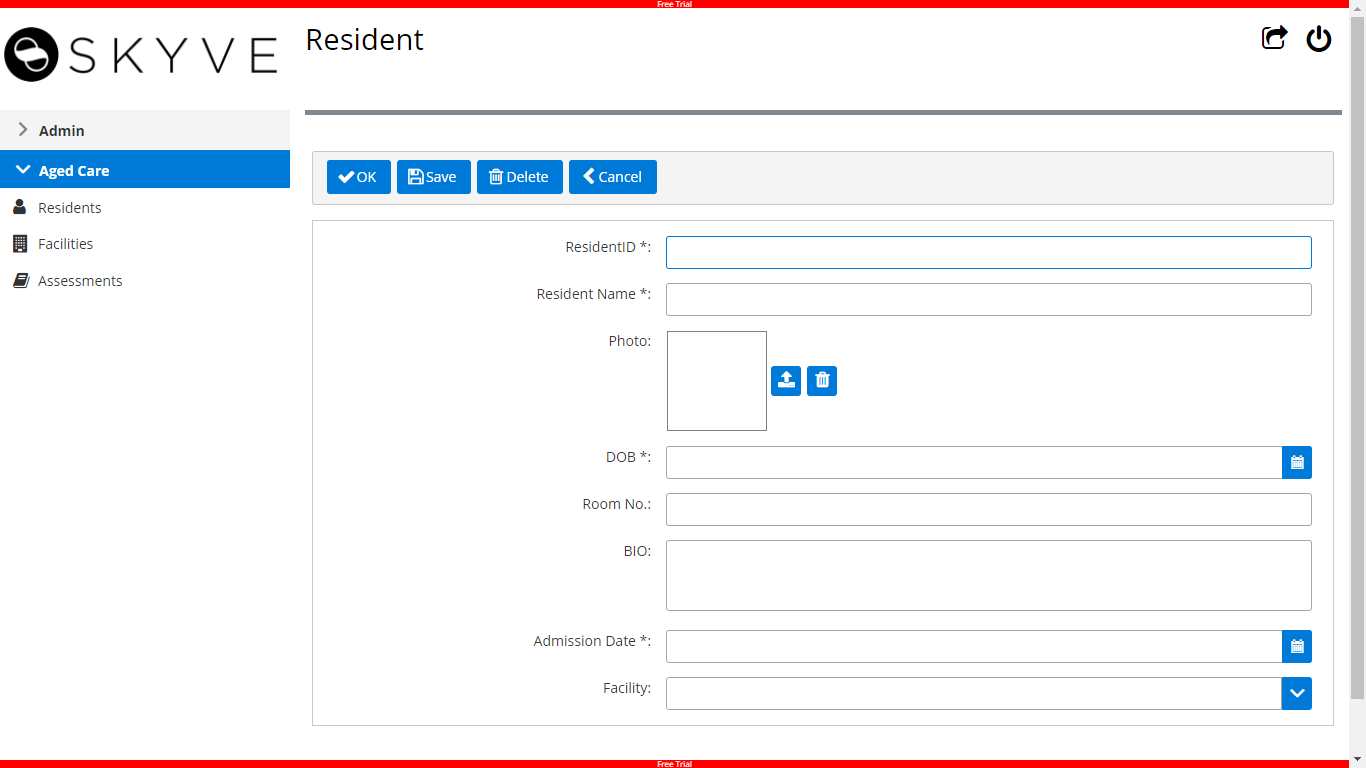 Free Trial
SKYVE
Resident
Admin
Aged Care
Residents
Facilities
Assessments
OK Save Delete Cancel
ResidentID *:
Resident Name *:
Photo:
DOB *:
Room No.:
BIO:
Admission Date *:
Facility:
Free Trial